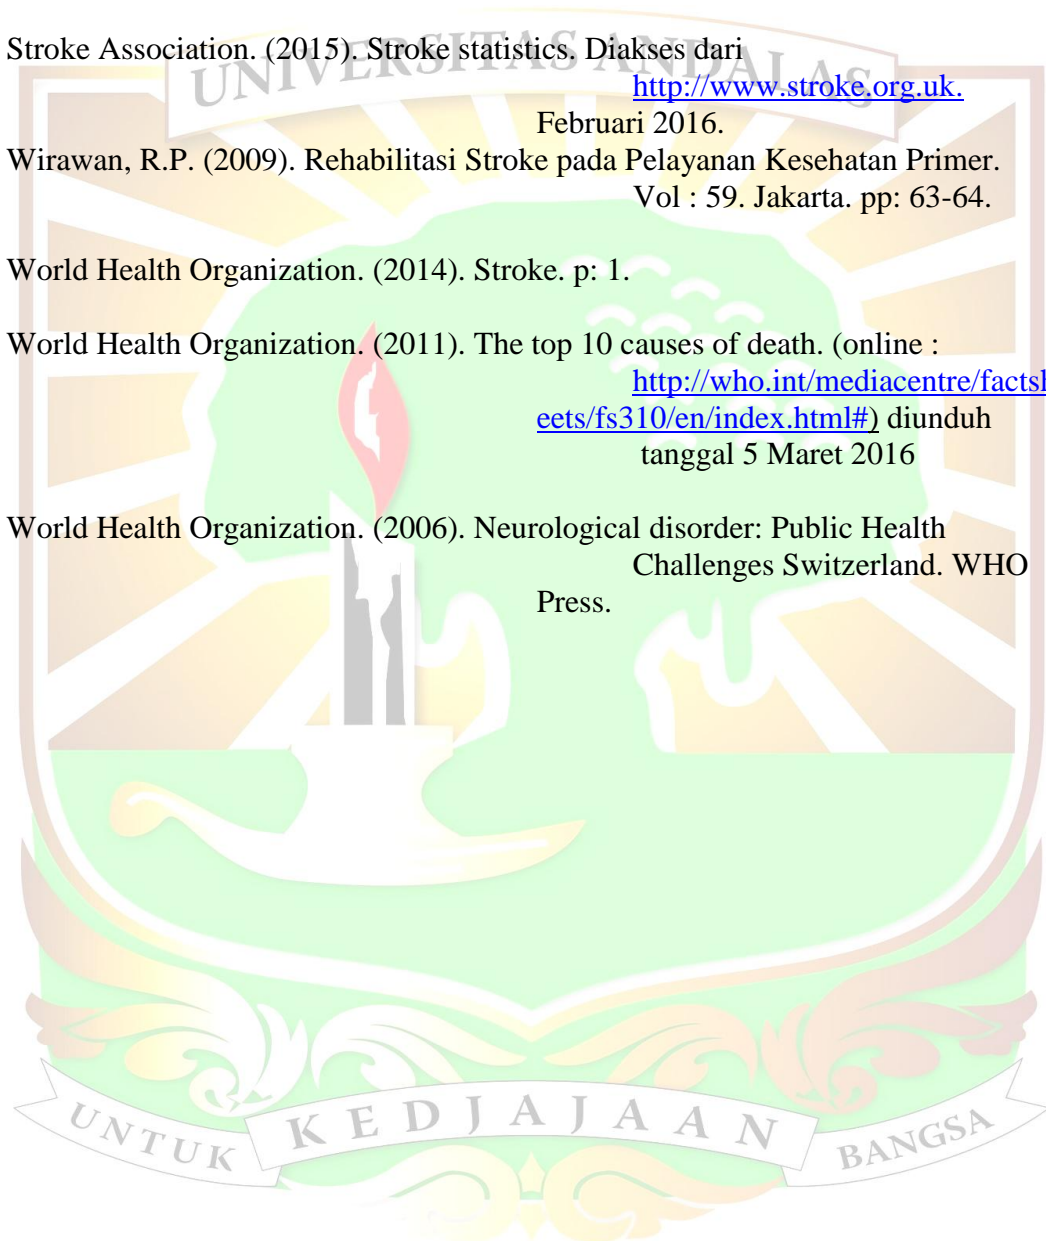 UNIVERSITAS ANDALAS
Stroke Association. (2015). Stroke statistics. Diakses dari
http://www.stroke.org.uk.
Februari 2016.
Wirawan, R.P. (2009). Rehabilitasi Stroke pada Pelayanan Kesehatan Primer.
Vol : 59. Jakarta. pp: 63-64.
World Health Organization. (2014). Stroke. p: 1.
World Health Organization. (2011). The top 10 causes of death. (online :
http://who.int/mediacentre/factsh
eets/fs310/en/index.html#) diunduh
tanggal 5 Maret 2016
World Health Organization. (2006). Neurological disorder: Public Health
Challenges Switzerland. WHO
Press.
UNTUK KEDJAJAAN BANGSA